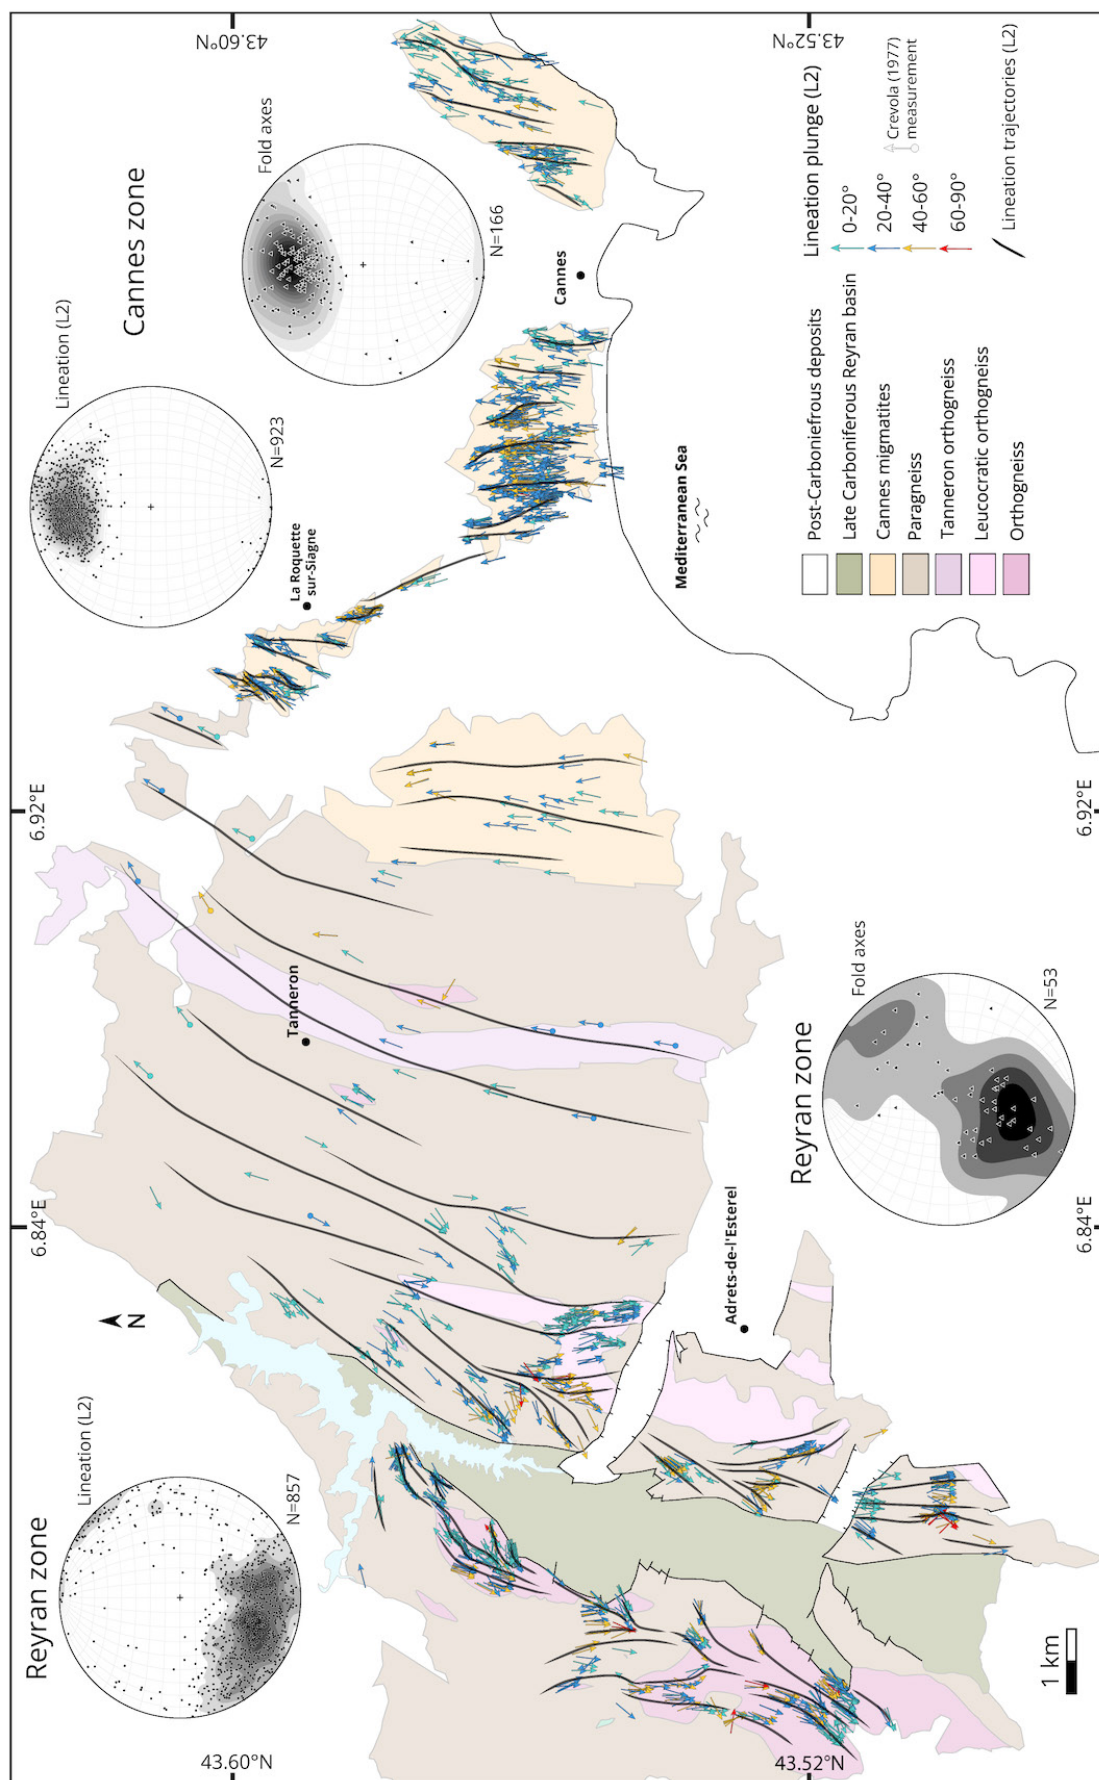 Reyran zone
Lineation (L2)
N=857
Lineation (L2)
N=923
Cannes zone
Fold axes
N=166
43.60°N
43.52°N
43.60°N
43.52°N
6.84°E
6.92°E
6.84°E
6.92°E
N
Tanneron
La Roquette
sur-Siagne
Cannes
Mediterranean Sea
Adrets-de-l'Esterel
Reyran zone
Fold axes
N=53
1 km
Post-Carboniefrous deposits
Late Carboniferous Reyran basin
Cannes migmatites
Paragneiss
Tanneron orthogneiss
Leucocratic orthogneiss
Orthogneiss
Lineation plunge (L2)
0-20°
20-40°
40-60°
60-90°
Crevola (1977)
measurement
Lineation trajectories (L2)